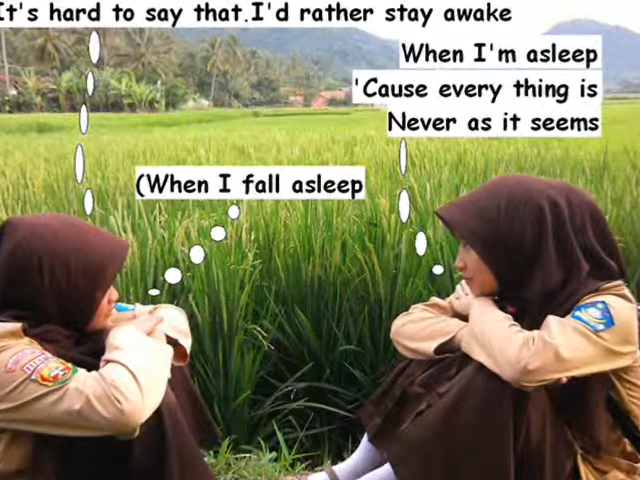 It's hard to say that.I'd rather stay awake
When I'm asleep
'Cause every thing is
Never as it seems
(When I fall asleep